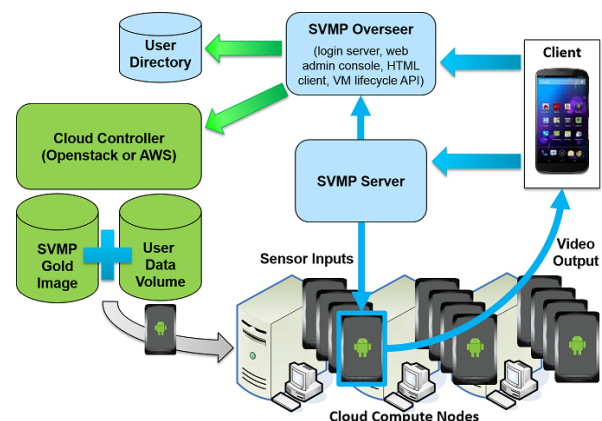 SVMP Overseer
(login server, web
admin console, HTML
client, VM lifecycle API)
User
Directory
Client
Cloud Controller
(Openstack or AWS)
SVMP Server
SVMP
Gold
Image
User
Data
Volume
Sensor Inputs
Video
Output
Cloud Compute Nodes